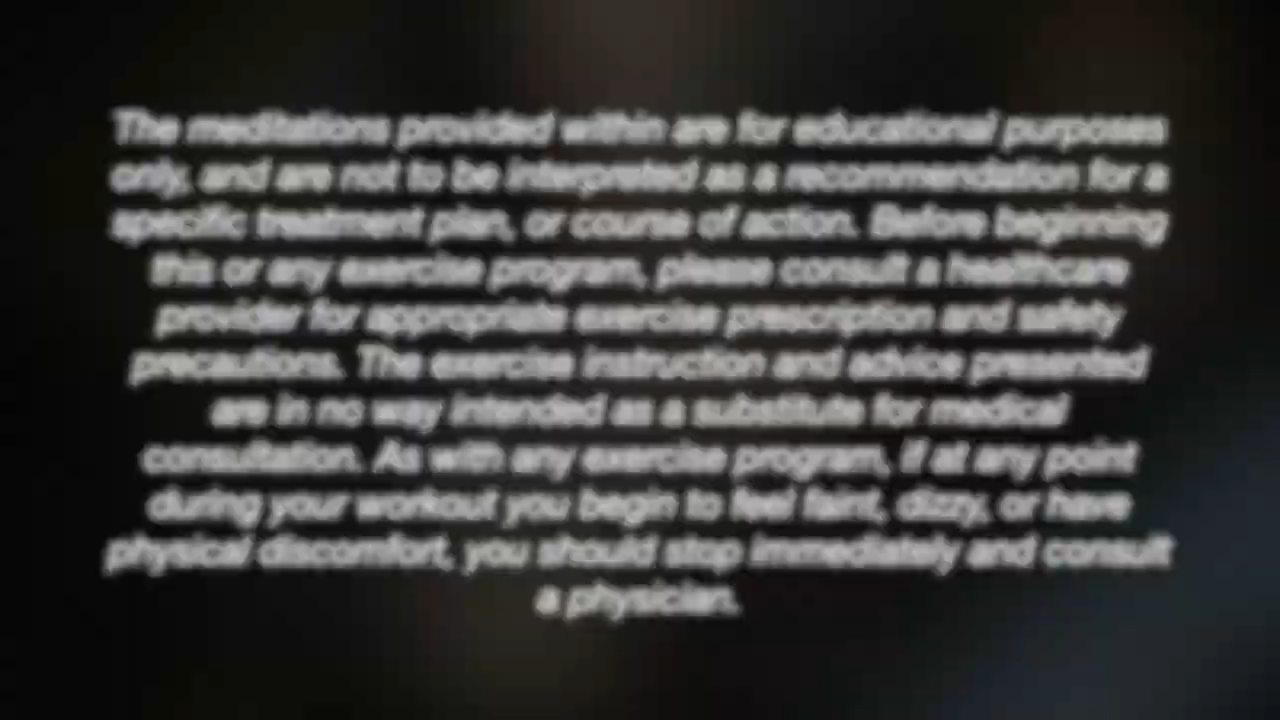 The meditations provided within are for educational purposes
only, and are not to be interpreted as a recommendation for a
specific treatment plan, or course of action. Before beginning
this or any exercise program, please consult a healthcare
provider for appropriate exercise prescription and safety
precautions. The exercise instruction and advice presented
are in no way intended as a substitute for medical
consultation. As with any exercise program, if at any point
during your workout you begin to feel faint, dizzy, or have
physical discomfort, you should stop immediately and consult
a physician.